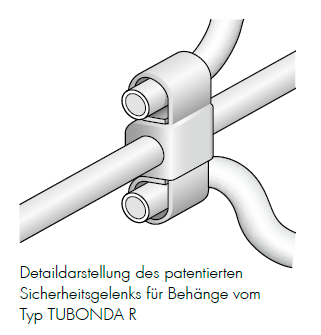 Detaildarstellung des patentierten
Sicherheitsgelenks für Behänge vom
Typ TUBONDA R